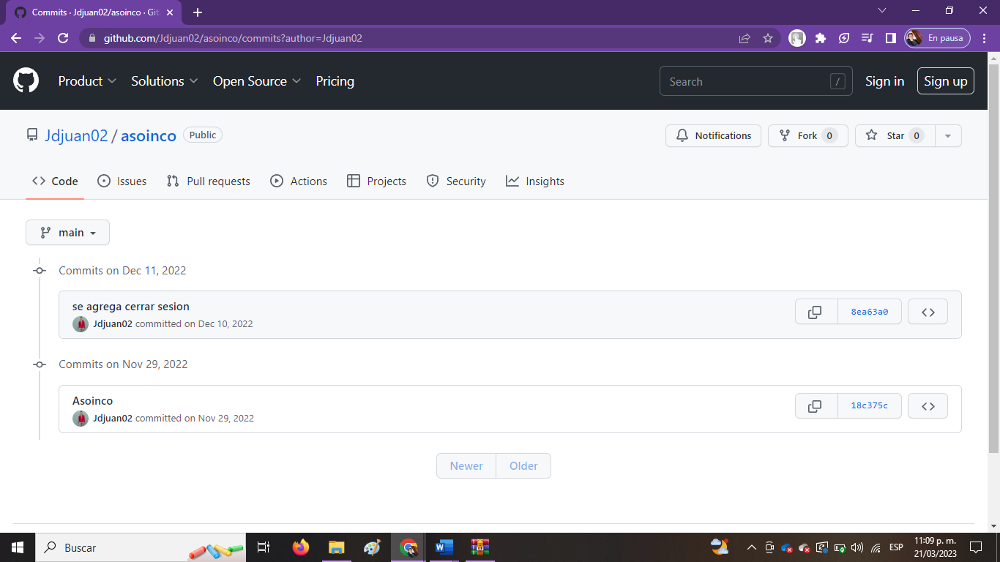 Commits · Jdjuan02/asoinco · Git
github.com/Jdjuan02/asoinco/commits?author=Jdjuan02
En pausa
Product Solutions Open Source Pricing Search / Sign in Sign up
Jdjuan02 / asoinco Public Notifications Fork 0 Star 0
Code Issues Pull requests Actions Projects Security Insights
main
Commits on Dec 11, 2022
se agrega cerrar sesion
Jdjuan02 committed on Dec 10, 2022
8ea63a0
Commits on Nov 29, 2022
Asoinco
Jdjuan02 committed on Nov 29, 2022
18c375c
Newer Older
Buscar
ESP
11:09 p. m.
21/03/2023